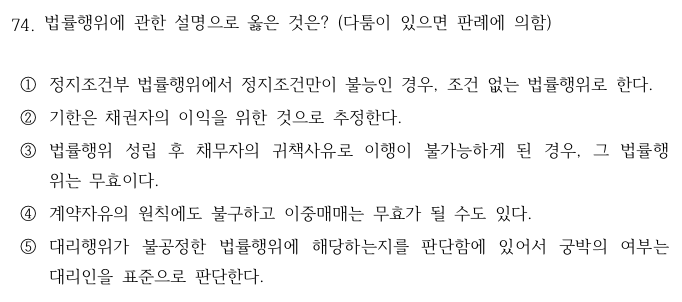 74. 법률행위에 관한 설명으로 옳은 것은? (다툼이 있으면 판례에 의함)
① 정지조건부 법률행위에서 정지조건만이 불능인 경우, 조건 없는 법률행위로 한다.
② 기한은 채권자의 이익을 위한 것으로 추정한다.
③ 법률행위 성립 후 채무자의 귀책사유로 이행이 불가능하게 된 경우, 그 법률행
위는 무효이다.
④ 계약자유의 원칙에도 불구하고 이중매매는 무효가 될 수도 있다.
⑤ 대리행위가 불공정한 법률행위에 해당하는지를 판단함에 있어서 궁박의 여부는
대리인을 표준으로 판단한다.